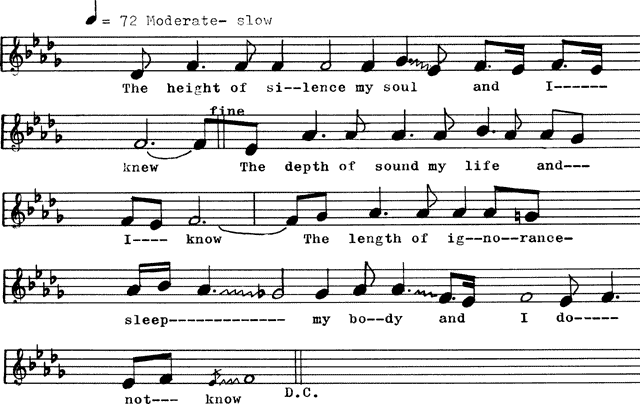 = 72 Moderate- slow
The height of si--lence my soul and I------
fine
knew The depth of sound my life and---
I---- know The length of ig--no--rance-
sleep------------- my bo--dy and I do-----
not--- know D.C.